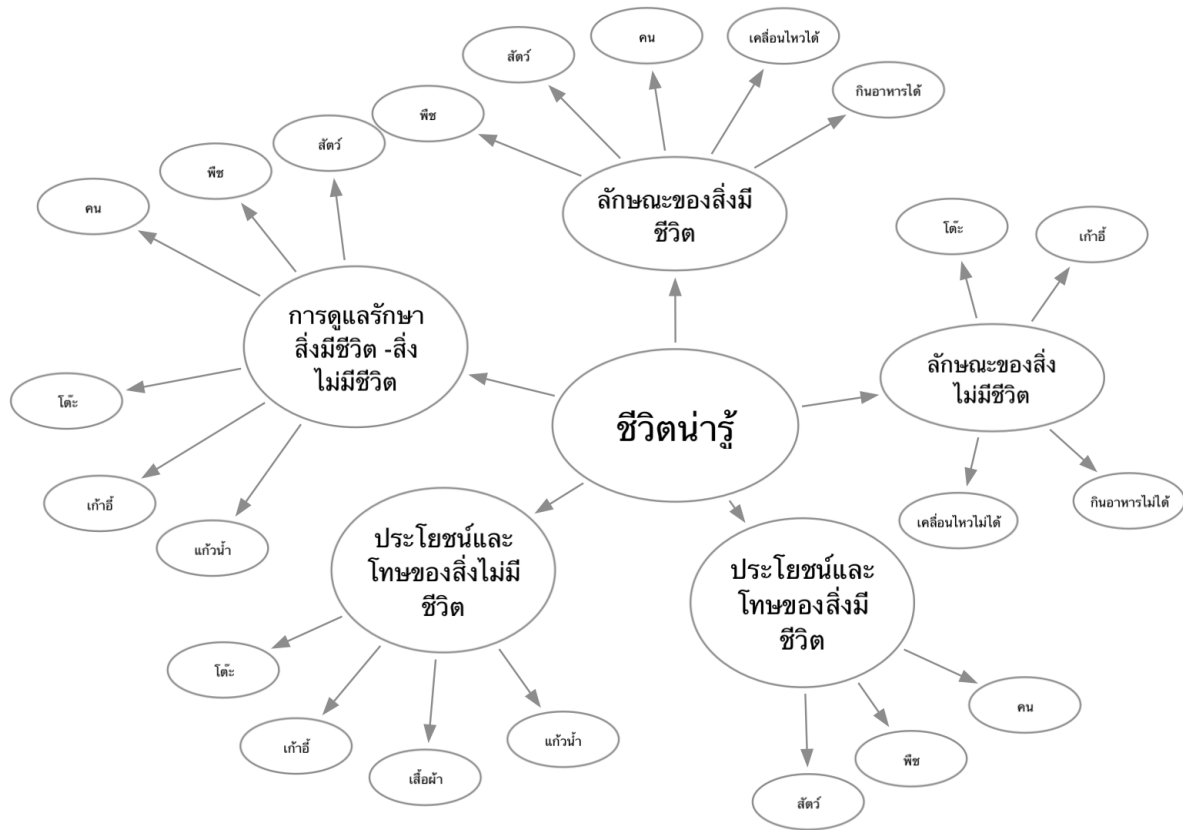 คน
เคลื่อนไหวได้
สัตว์
กินอาหารได้
พืช
สัตว์
พืช
คน
ลักษณะของสิ่งมี
ชีวิต
โต๊ะ
เก้าอี้
การดูแลรักษา
สิ่งมีชีวิต -สิ่ง
ไม่มีชีวิต
ลักษณะของสิ่ง
ไม่มีชีวิต
โต๊ะ
ชีวิตน่ารู้
เก้าอี้
แก้วน้ำ
เคลื่อนไหวไม่ได้
กินอาหารไม่ได้
ประโยชน์และ
โทษของสิ่งไม่มี
ชีวิต
ประโยชน์และ
โทษของสิ่งมี
ชีวิต
โต๊ะ
เก้าอี้
เสื้อผ้า
แก้วน้ำ
คน
พืช
สัตว์